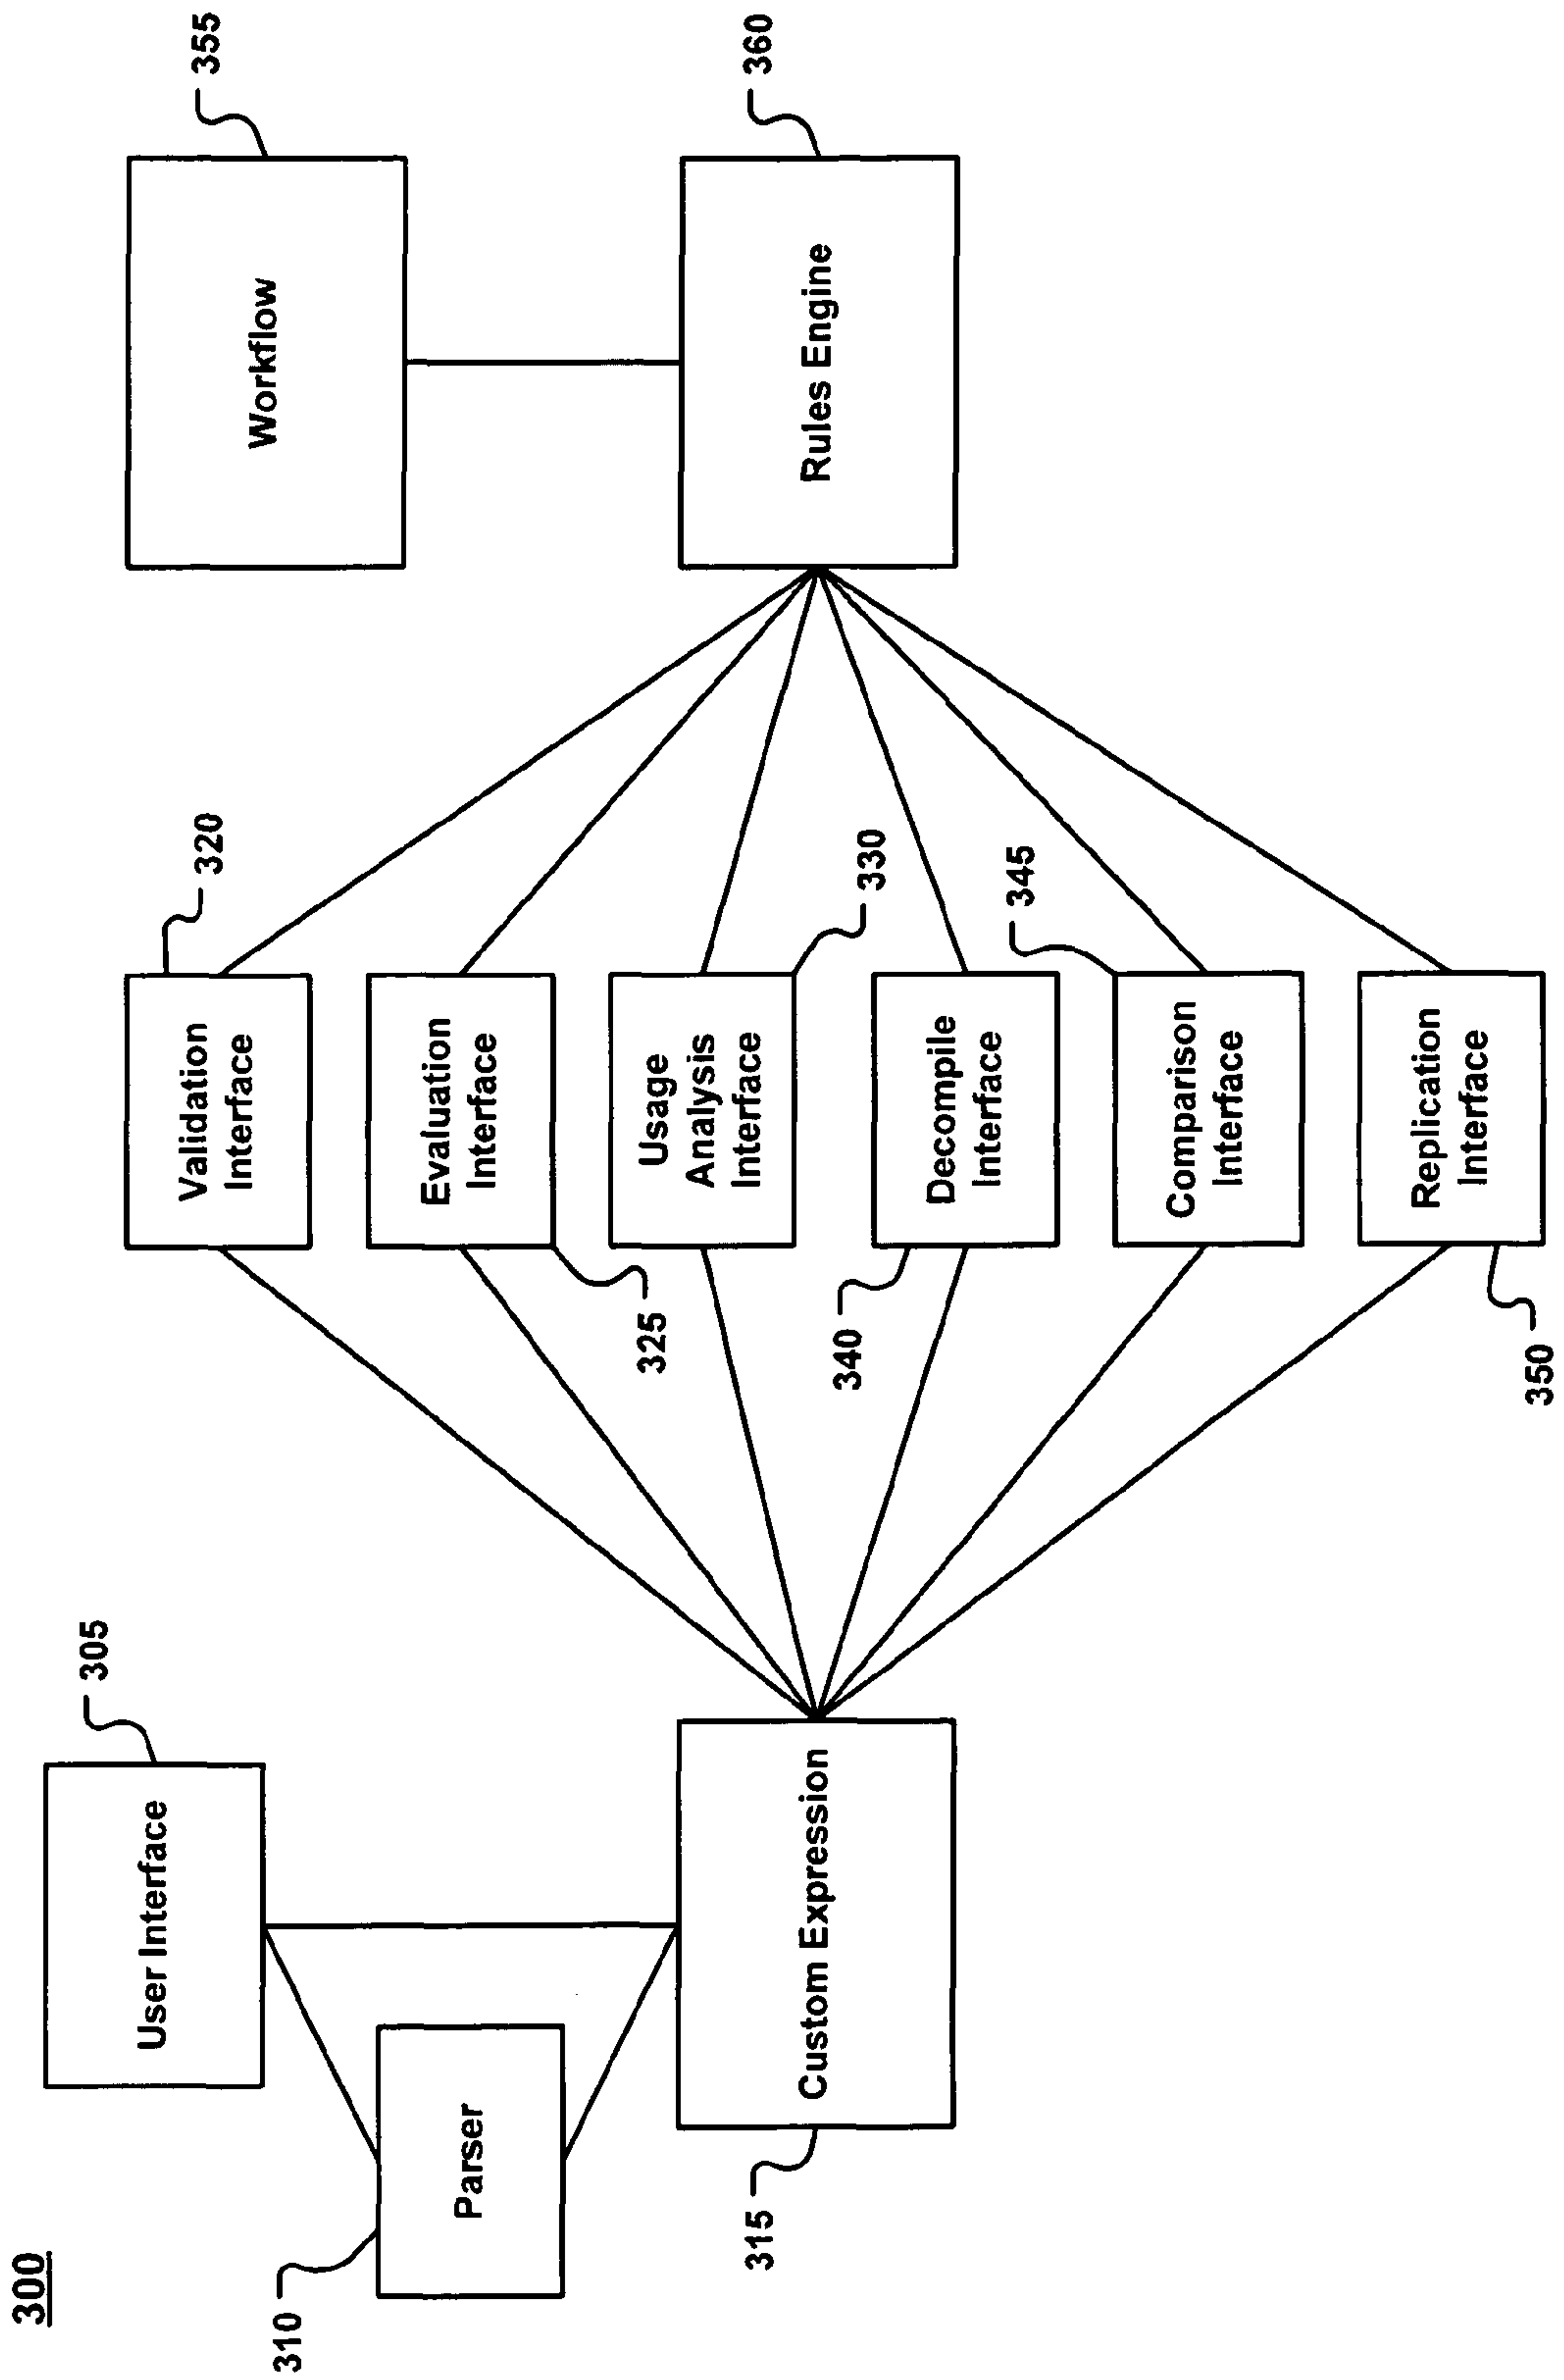 300
User Interface
305
Parser
310
Custom Expression
315
Validation
Interface
320
Evaluation
Interface
325
Usage
Analysis
Interface
330
Decompile
Interface
340
Comparison
Interface
345
Replication
Interface
350
Workflow
355
Rules Engine
360